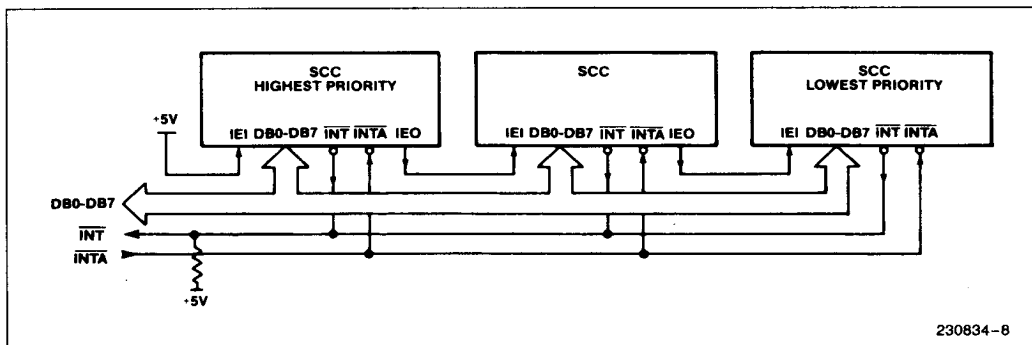 SCC
HIGHEST PRIORITY
SCC
SCC
LOWEST PRIORITY
+5V
IEI DB0-DB7 INT INTA IEO
IEI DB0-DB7 INT INTA IEO
IEI DB0-DB7 INT INTA
DB0-DB7
INT
INTA
+5V
230834-8